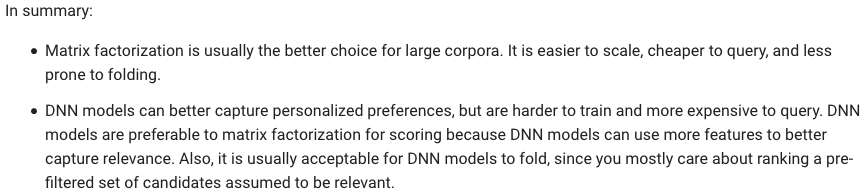 In summary:
• Matrix factorization is usually the better choice for large corpora. It is easier to scale, cheaper to query, and less
prone to folding.
• DNN models can better capture personalized preferences, but are harder to train and more expensive to query. DNN
models are preferable to matrix factorization for scoring because DNN models can use more features to better
capture relevance. Also, it is usually acceptable for DNN models to fold, since you mostly care about ranking a pre-
filtered set of candidates assumed to be relevant.